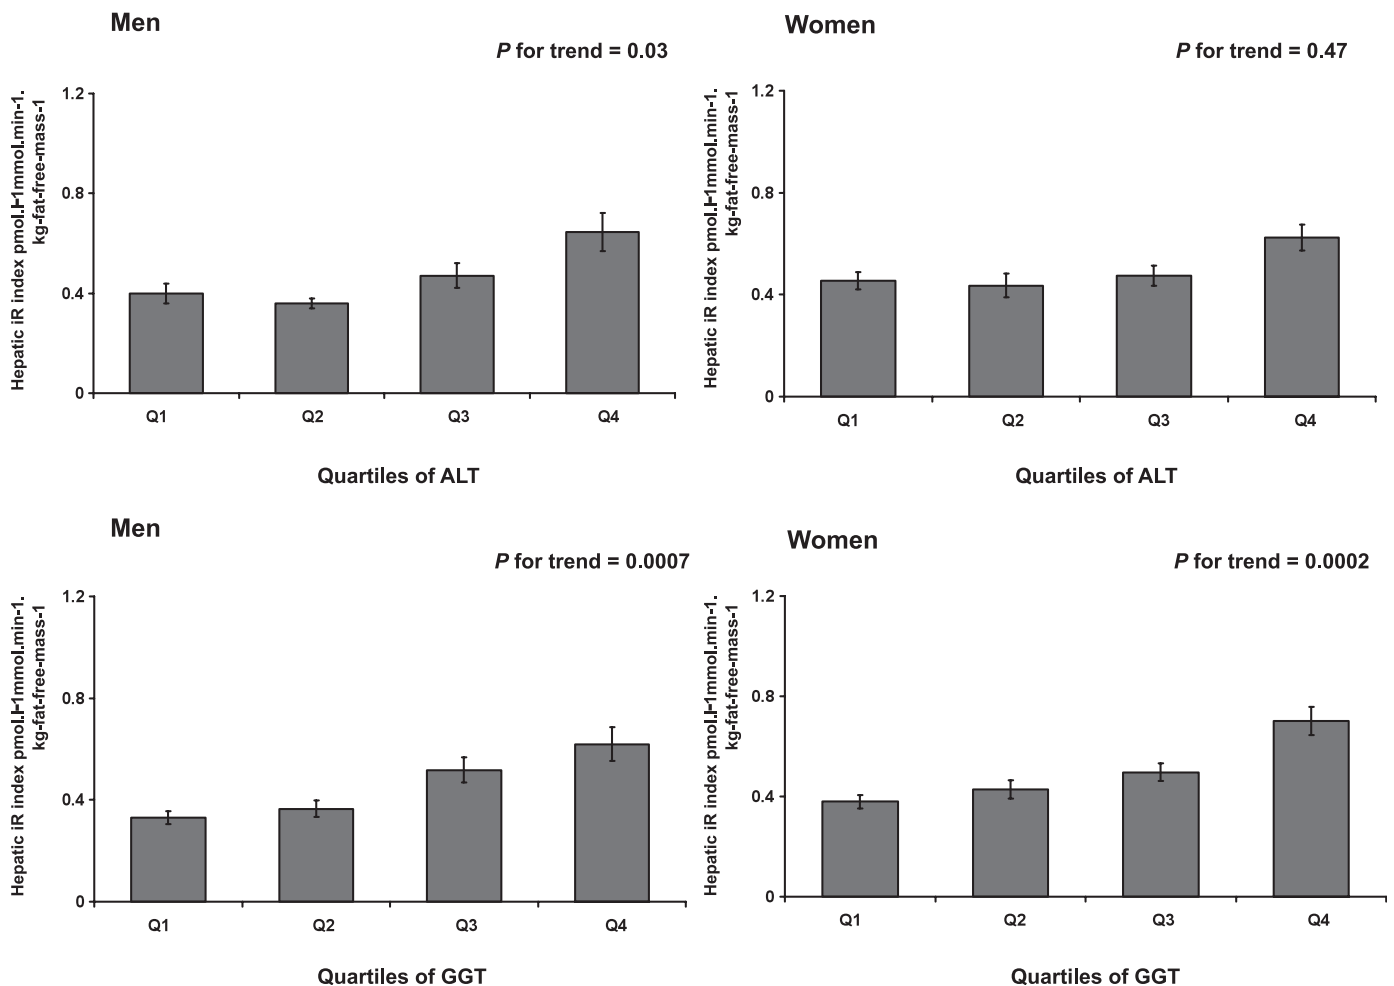 Men
P for trend = 0.03
Hepatic iR index pmol.l-1mmol.min-1.
kg-fat-free-mass-1
1.2
0.8
0.4
0
Q1 Q2 Q3 Q4
Quartiles of ALT
Women
P for trend = 0.47
Hepatic iR index pmol.l-1mmol.min-1.
kg-fat-free-mass-1
1.2
0.8
0.4
0
Q1 Q2 Q3 Q4
Quartiles of ALT
Men
P for trend = 0.0007
Hepatic iR index pmol.l-1mmol.min-1.
kg-fat-free-mass-1
1.2
0.8
0.4
0
Q1 Q2 Q3 Q4
Quartiles of GGT
Women
P for trend = 0.0002
Hepatic iR index pmol.l-1mmol.min-1.
kg-fat-free-mass-1
1.2
0.8
0.4
0
Q1 Q2 Q3 Q4
Quartiles of GGT